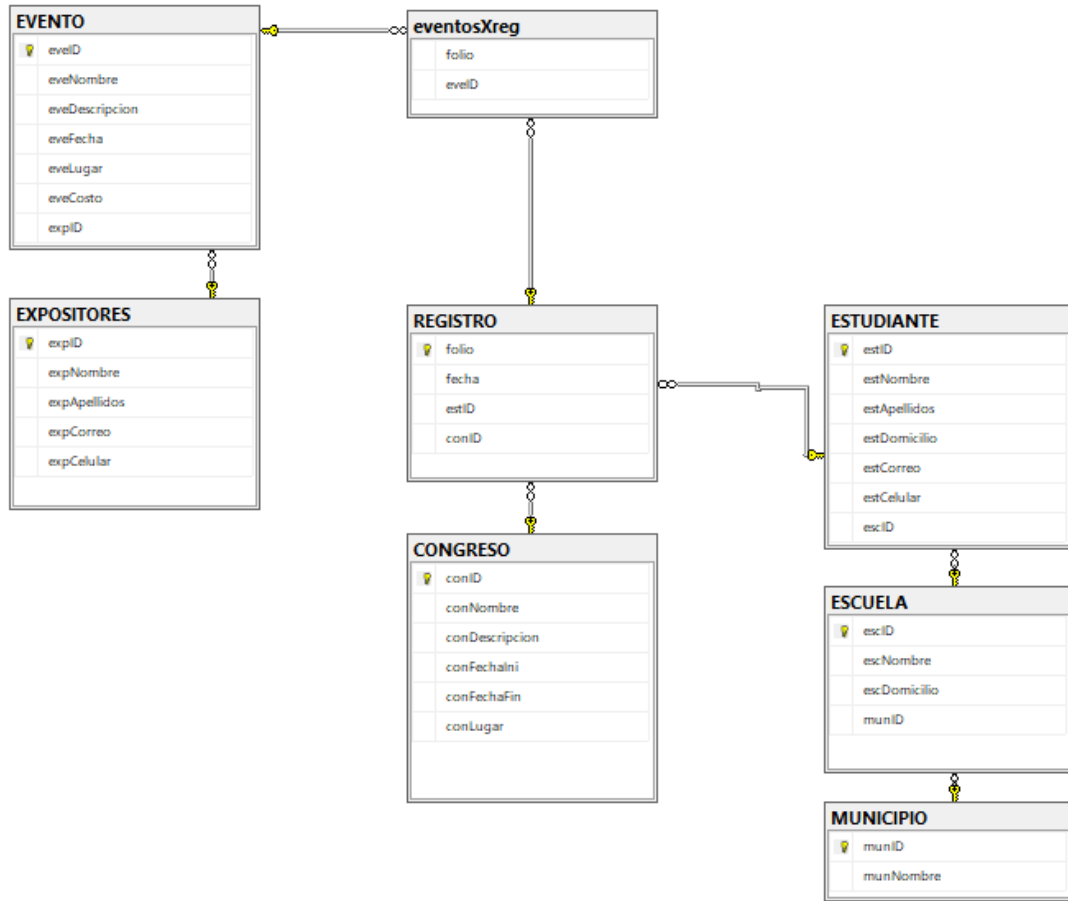 EVENTO
eveID
eveNombre
eveDescripcion
eveFecha
eveLugar
eveCosto
expID
eventosXreg
folio
eveID
EXPOSITORES
expID
expNombre
expApellidos
expCorreo
expCelular
REGISTRO
folio
fecha
estID
conID
ESTUDIANTE
estID
estNombre
estApellidos
estDomicilio
estCorreo
estCelular
escID
CONGRESO
conID
conNombre
conDescripcion
conFechaIni
conFechaFin
conLugar
ESCUELA
escID
escNombre
escDomicilio
munID
MUNICIPIO
munID
munNombre